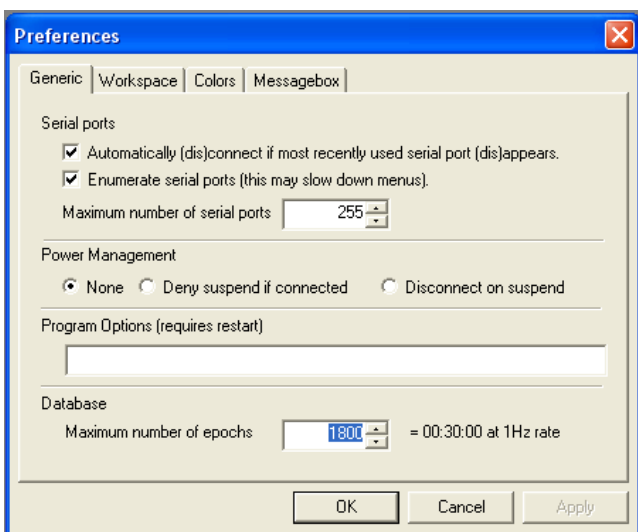 Preferences
Generic Workspace Colors Messagebox
Serial ports
Automatically (dis)connect if most recently used serial port (dis)appears.
Enumerate serial ports (this may slow down menus).
Maximum number of serial ports 255
Power Management
None Deny suspend if connected Disconnect on suspend
Program Options (requires restart)
Database
Maximum number of epochs 1800 = 00:30:00 at 1Hz rate
OK Cancel Apply